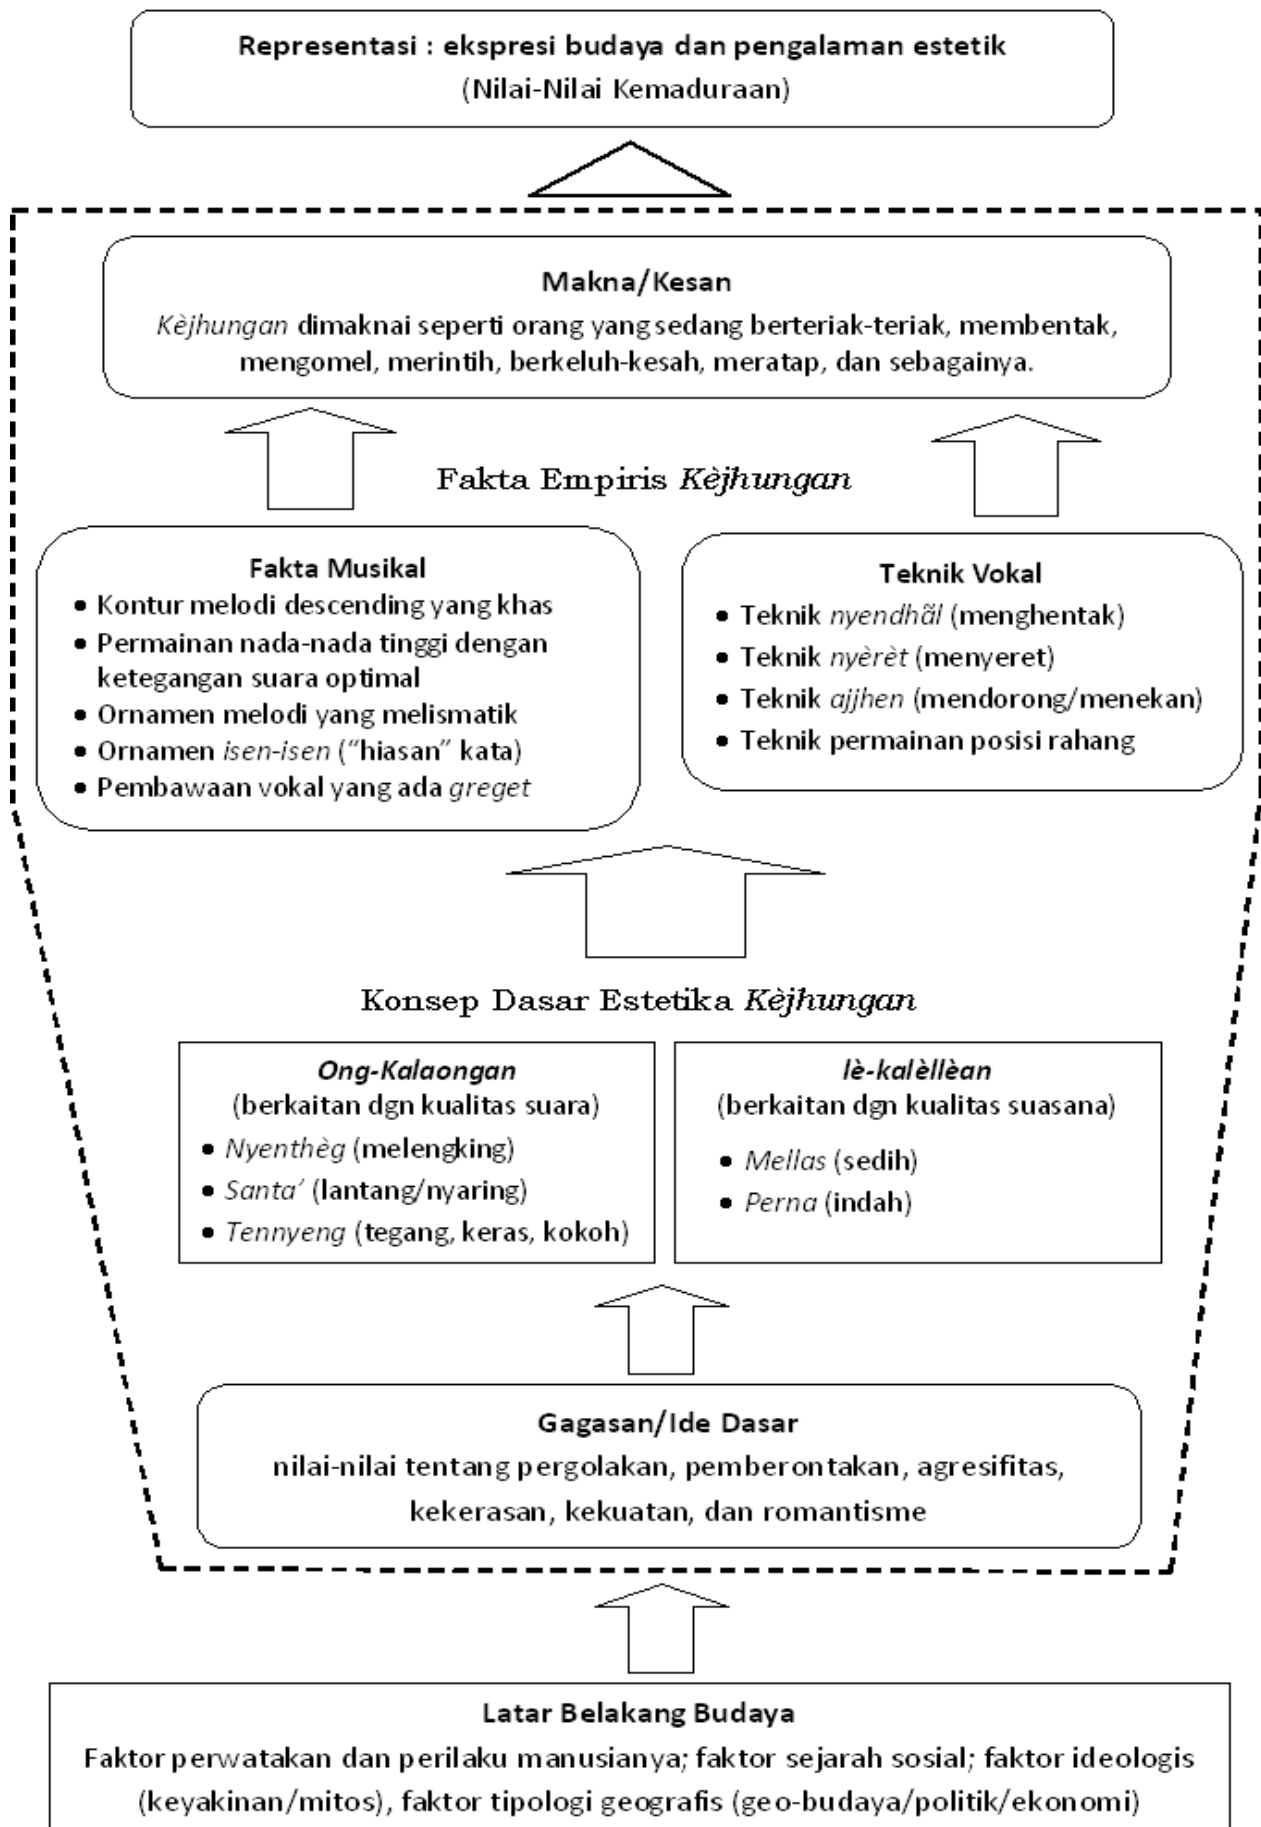 Representasi : ekspresi budaya dan pengalaman estetik
(Nilai-Nilai Kemaduraan)
Makna/Kesan
Kèjhungan dimaknai seperti orang yang sedang berteriak-teriak, membentak,
mengomel, merintih, berkeluh-kesah, meratap, dan sebagainya.
Fakta Empiris Kèjhungan
Fakta Musikal
• Kontur melodi descending yang khas
• Permainan nada-nada tinggi dengan
ketegangan suara optimal
• Ornamen melodi yang melismatik
• Ornamen isen-isen (“hiasan” kata)
• Pembawaan vokal yang ada greget
Teknik Vokal
• Teknik nyendhãl (menghentak)
• Teknik nyèrèt (menyeret)
• Teknik ajjhen (mendorong/menekan)
• Teknik permainan posisi rahang
Konsep Dasar Estetika Kèjhungan
Ong-Kalaongan
(berkaitan dgn kualitas suara)
• Nyenthèg (melengking)
• Santa’ (lantang/nyaring)
• Tennyeng (tegang, keras, kokoh)
lè-kalèllèan
(berkaitan dgn kualitas suasana)
• Mellas (sedih)
• Perna (indah)
Gagasan/Ide Dasar
nilai-nilai tentang pergolakan, pemberontakan, agresifitas,
kekerasan, kekuatan, dan romantisme
Latar Belakang Budaya
Faktor perwatakan dan perilaku manusianya; faktor sejarah sosial; faktor ideologis
(keyakinan/mitos), faktor tipologi geografis (geo-budaya/politik/ekonomi)